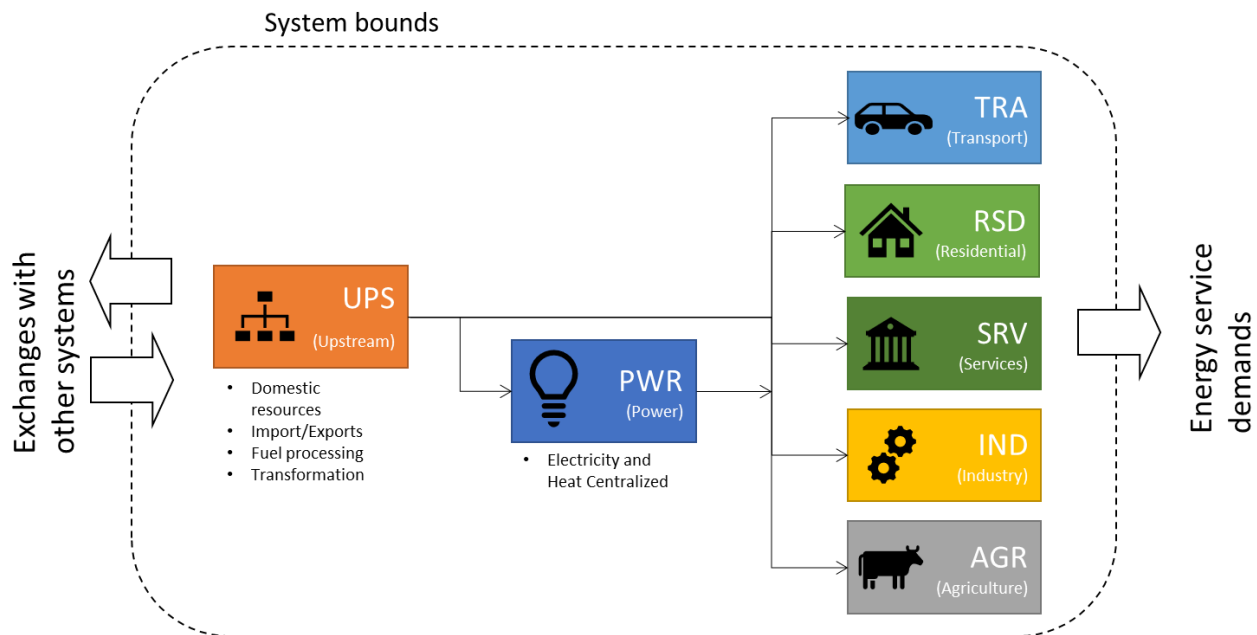 System bounds
Exchanges with
other systems
UPS
(Upstream)
• Domestic
resources
• Import/Exports
• Fuel processing
• Transformation
PWR
(Power)
• Electricity and
Heat Centralized
TRA
(Transport)
RSD
(Residential)
SRV
(Services)
IND
(Industry)
AGR
(Agriculture)
Energy service
demands